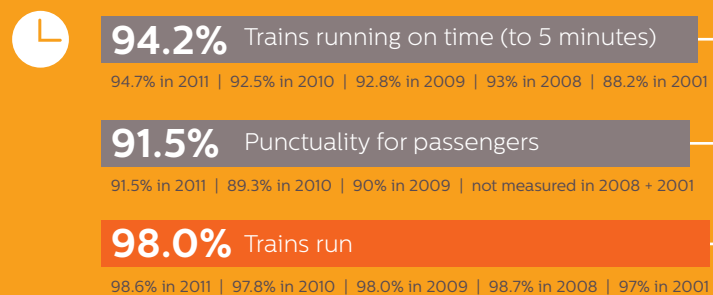 94.2% Trains running on time (to 5 minutes)
94.7% in 2011 | 92.5% in 2010 | 92.8% in 2009 | 93% in 2008 | 88.2% in 2001
91.5% Punctuality for passengers
91.5% in 2011 | 89.3% in 2010 | 90% in 2009 | not measured in 2008 + 2001
98.0% Trains run
98.6% in 2011 | 97.8% in 2010 | 98.0% in 2009 | 98.7% in 2008 | 97% in 2001